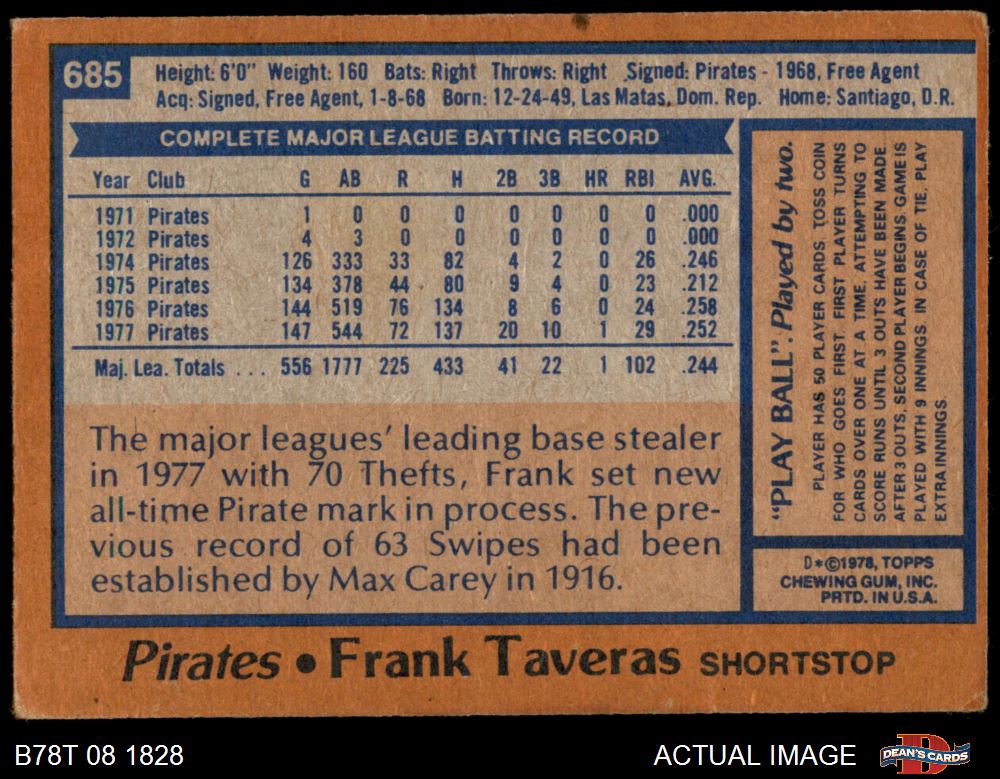 685
Height: 6'0" Weight: 160 Bats: Right Throws: Right Signed: Pirates - 1968, Free Agent
Acq: Signed, Free Agent, 1-8-68 Born: 12-24-49, Las Matas, Dom. Rep. Home: Santiago, D.R.
COMPLETE MAJOR LEAGUE BATTING RECORD
Year Club G AB R H 2B 3B HR RBI AVG.
1971 Pirates 1 0 0 0 0 0 0 0 .000
1972 Pirates 4 3 0 0 0 0 0 0 .000
1974 Pirates 126 333 33 82 4 2 0 26 .246
1975 Pirates 134 378 44 80 9 4 0 23 .212
1976 Pirates 144 519 76 134 8 6 0 24 .258
1977 Pirates 147 544 72 137 20 10 1 29 .252
Maj. Lea. Totals ... 556 1777 225 433 41 22 1 102 .244
The major leagues' leading base stealer
in 1977 with 70 Thefts, Frank set new
all-time Pirate mark in process. The pre-
vious record of 63 Swipes had been
established by Max Carey in 1916.
"PLAY BALL". Played by two.
PLAYER HAS 50 PLAYER CARDS. TOSS COIN
FOR WHO GOES FIRST. FIRST PLAYER TURNS
CARDS OVER ONE AT A TIME, ATTEMPTING TO
SCORE RUNS UNTIL 3 OUTS HAVE BEEN MADE.
AFTER 3 OUTS, SECOND PLAYER BEGINS. GAME IS
PLAYED WITH 9 INNINGS. IN CASE OF TIE, PLAY
EXTRA INNINGS.
D*©1978, TOPPS
CHEWING GUM, INC.
PRTD. IN U.S.A.
Pirates • Frank Taveras SHORTSTOP
B78T 08 1828
ACTUAL IMAGE
D
DEAN'S CARDS